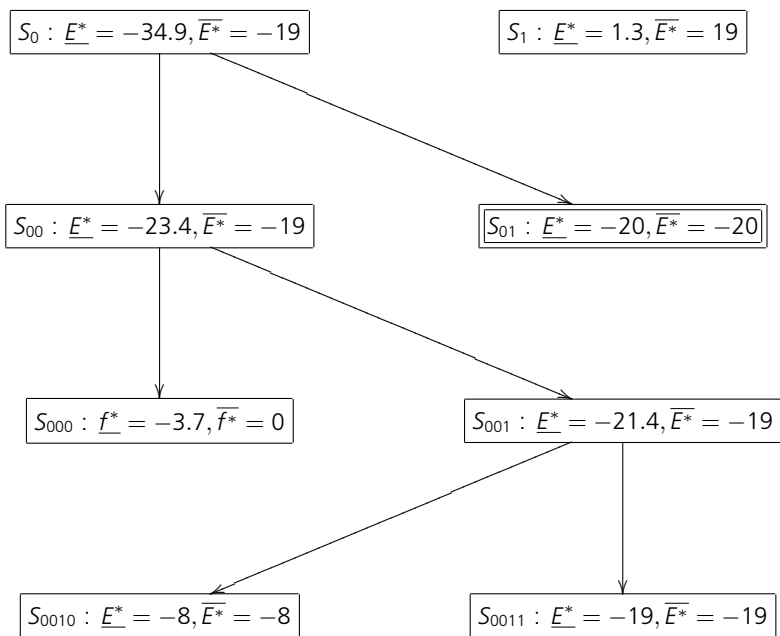 S₀ : E̲* = −34.9, E̅* = −19
S₁ : E̲* = 1.3, E̅* = 19
S₀₀ : E̲* = −23.4, E̅* = −19
S₀₁ : E̲* = −20, E̅* = −20
S₀₀₀ : f̲* = −3.7, f̅* = 0
S₀₀₁ : E̲* = −21.4, E̅* = −19
S₀₀₁₀ : E̲* = −8, E̅* = −8
S₀₀₁₁ : E̲* = −19, E̅* = −19